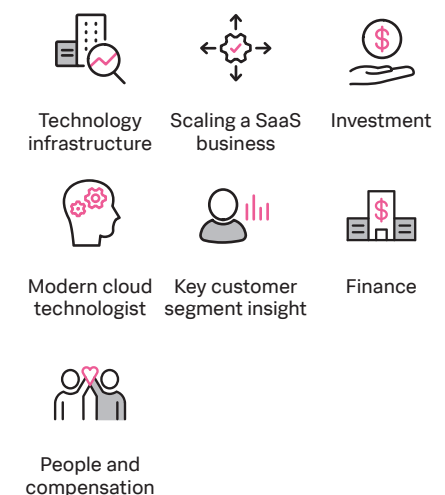 Technology
infrastructure
Scaling a SaaS
business
Investment
Modern cloud
technologist
Key customer
segment insight
Finance
People and
compensation